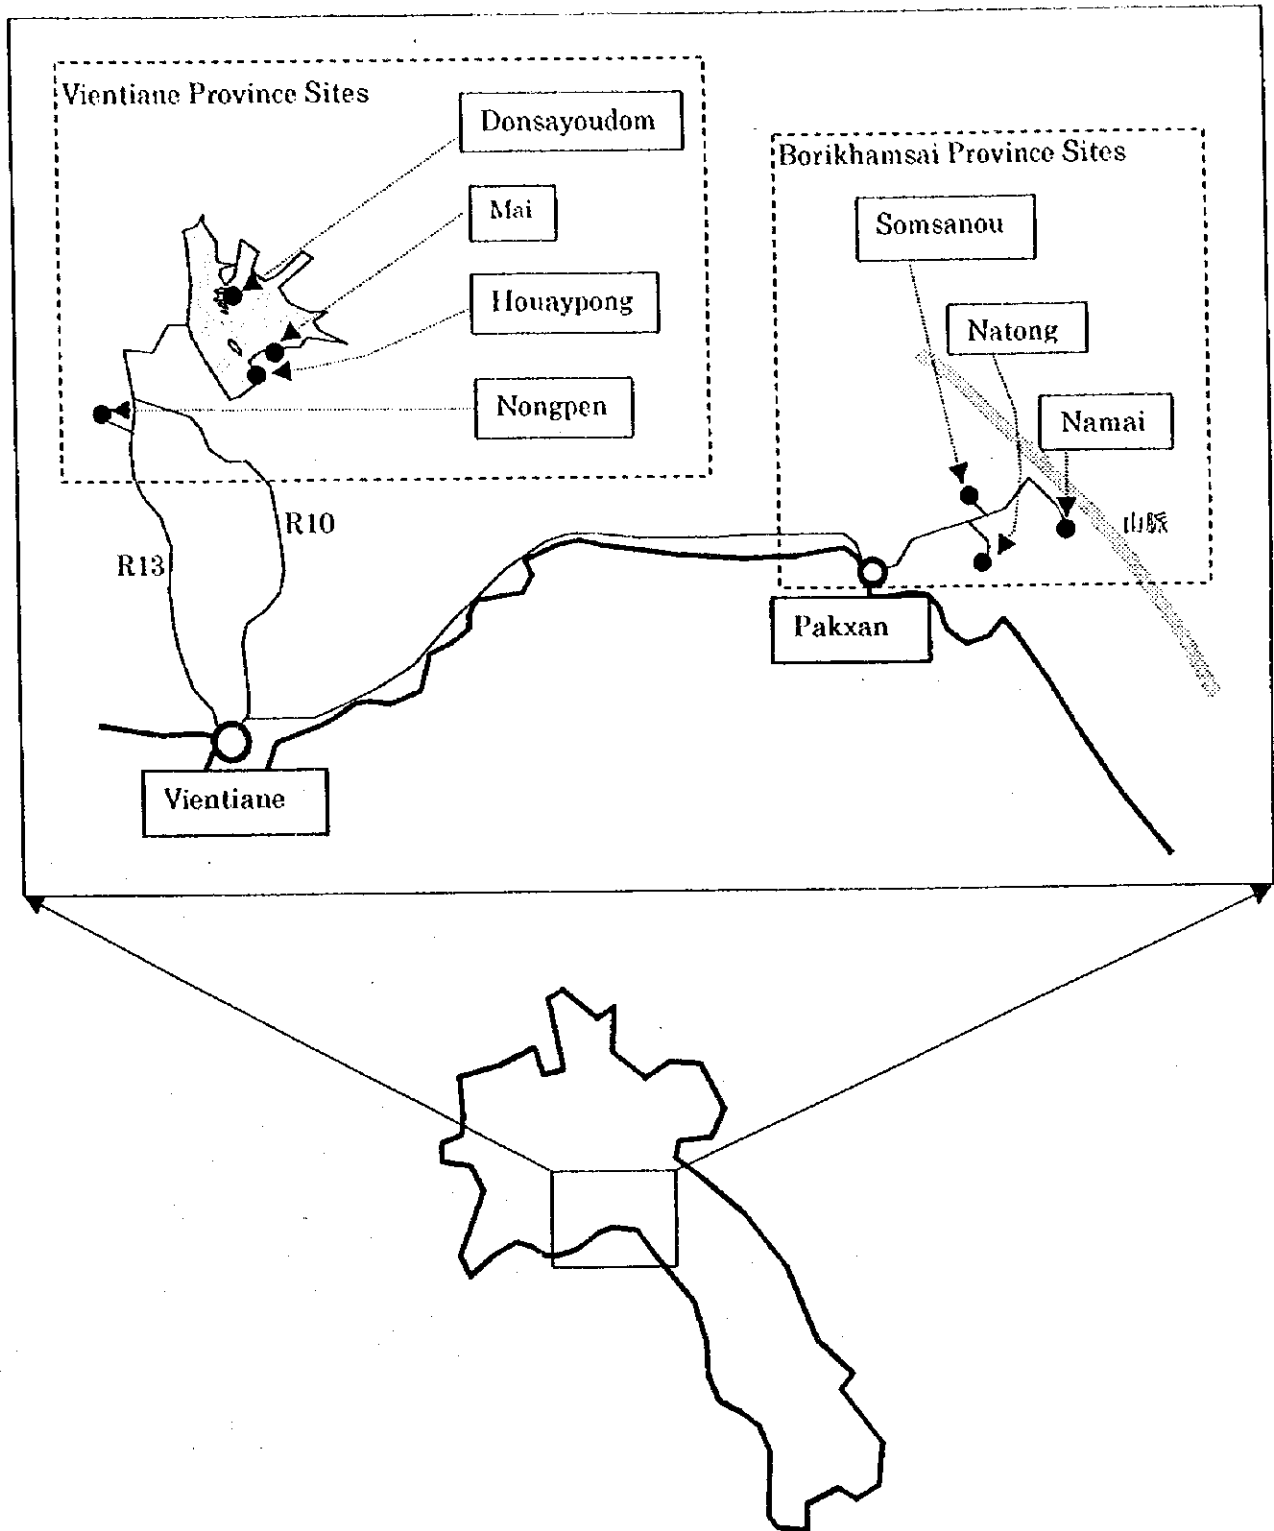 Vientiane Province Sites
Donsayoudom
Mai
Houaypong
Nongpen
Borikhamsai Province Sites
Somsanou
Natong
Namai
山脈
R10
R13
Pakxan
Vientiane